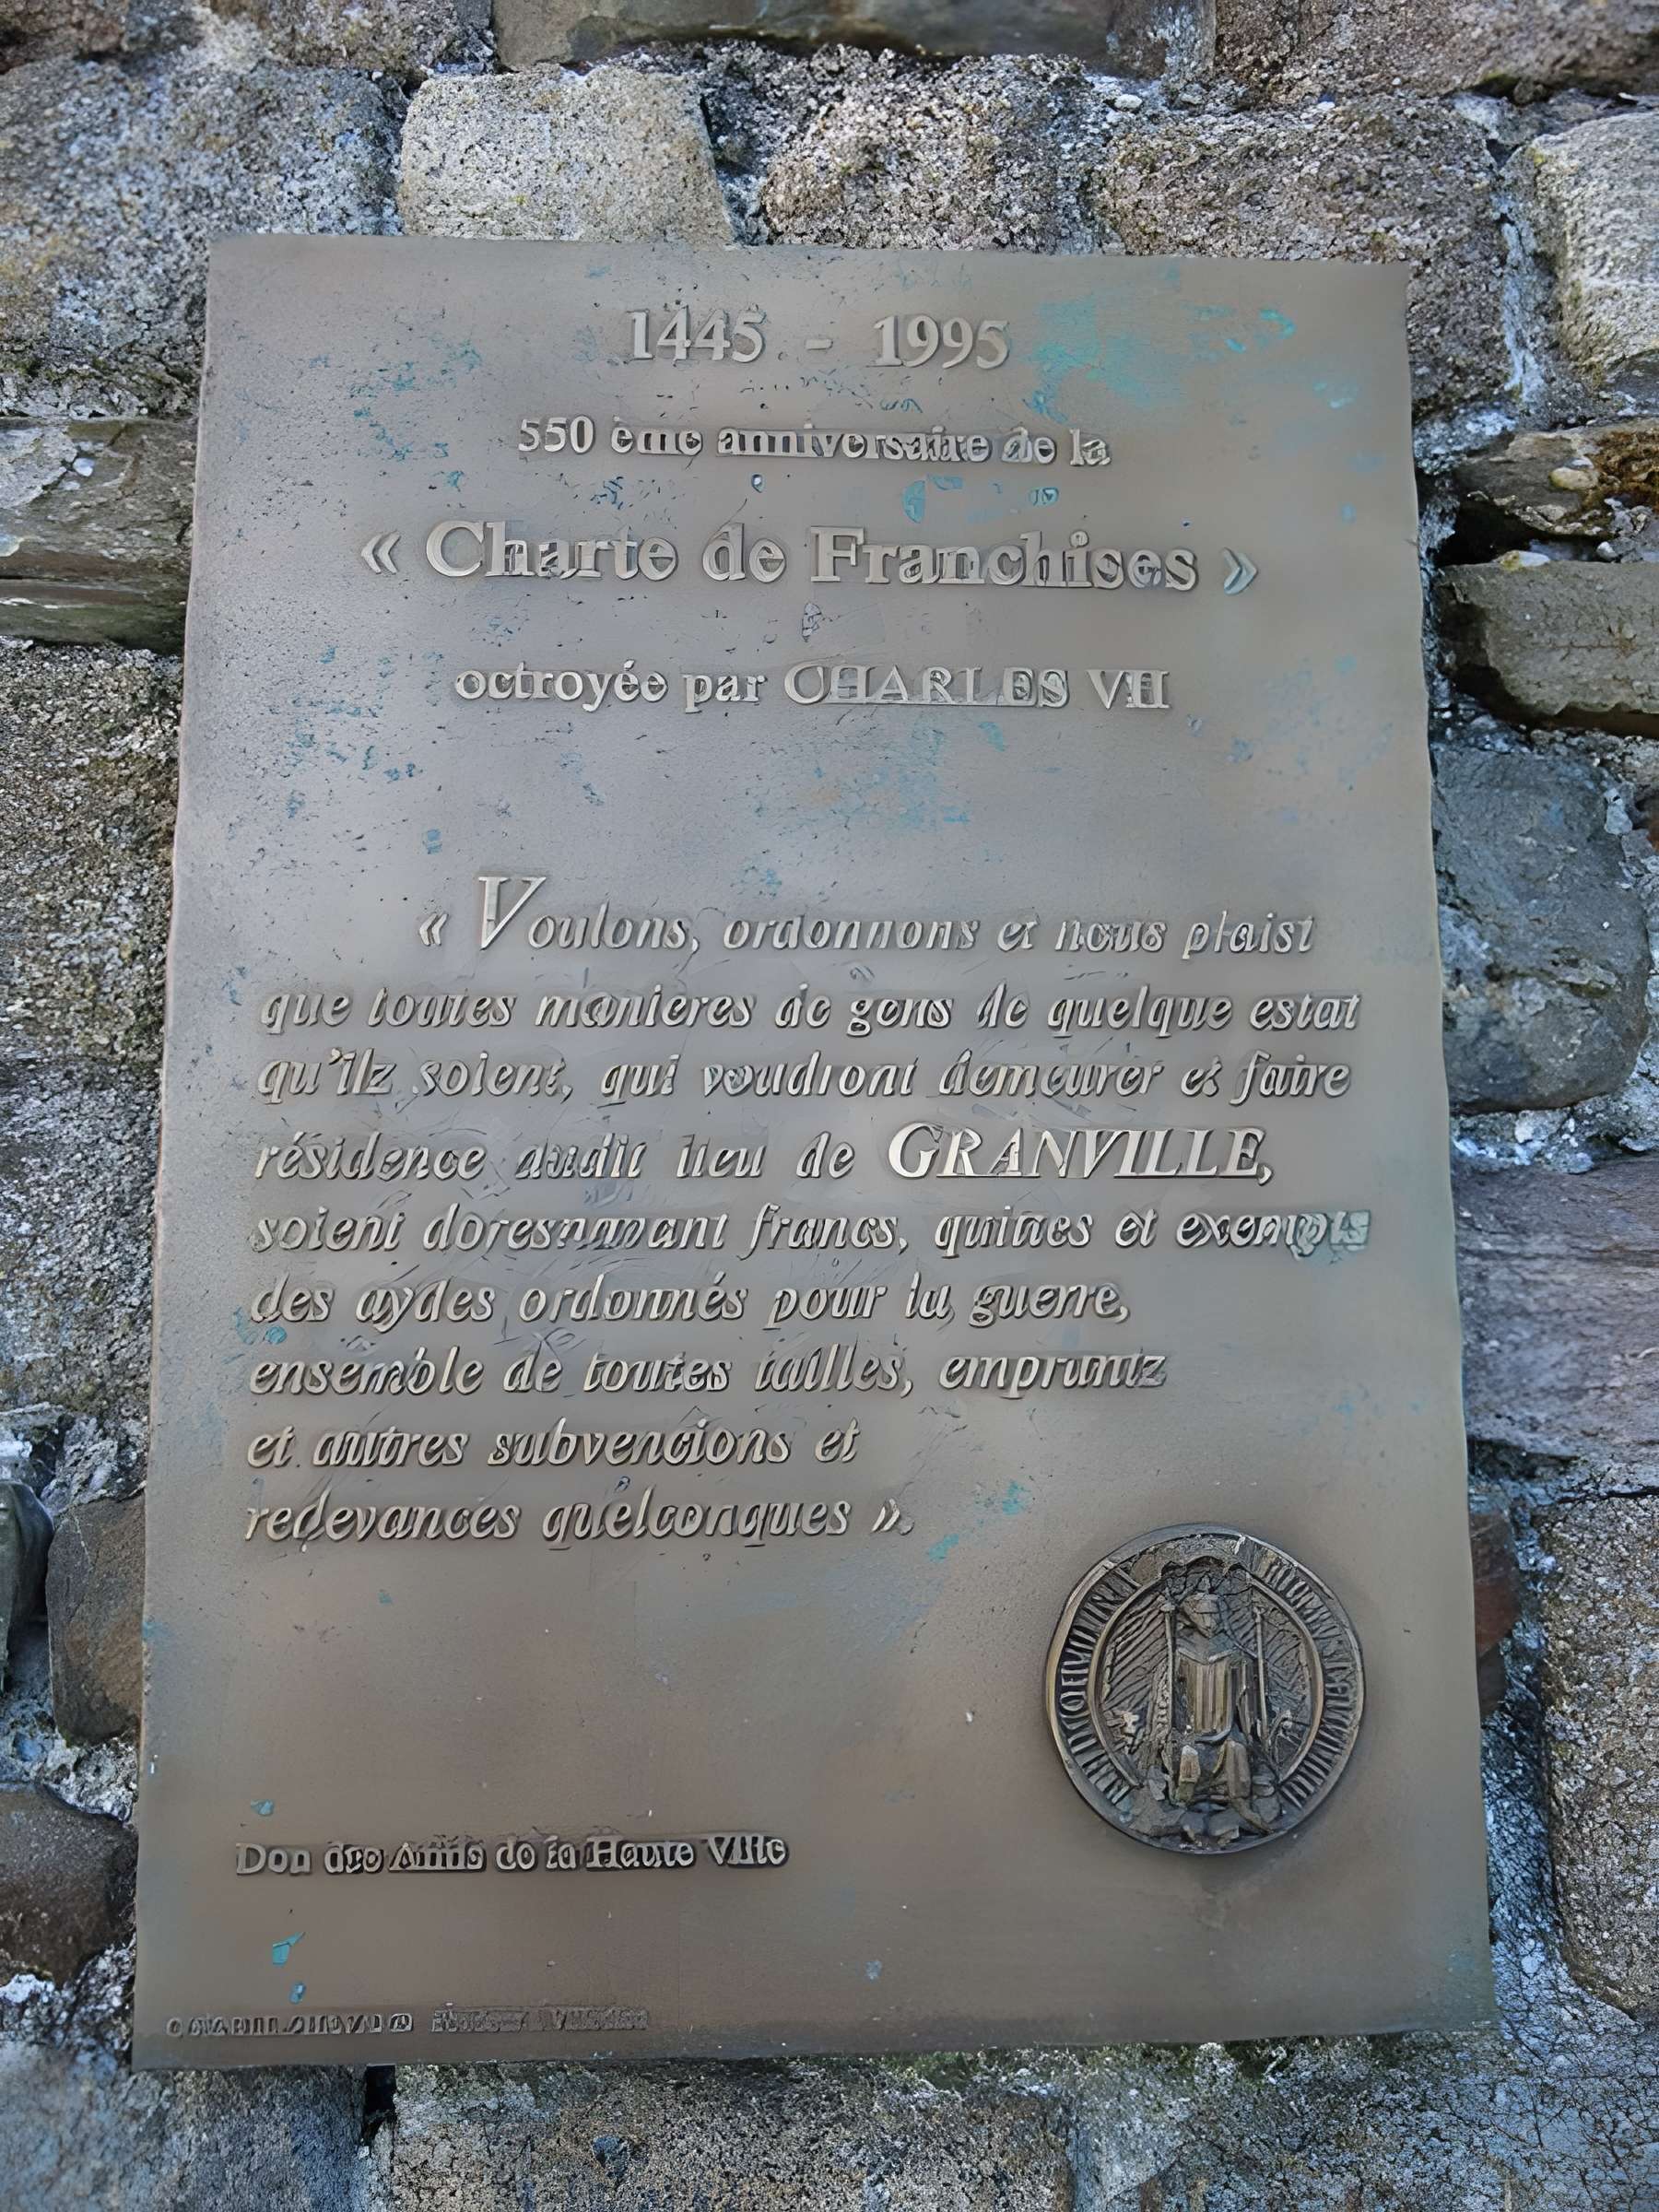 1445 - 1995
550 ème anniversaire de la
« Charte de Franchises »
octroyée par CHARLES VII
« Voulons, ordonnons et nous plaist
que toutes manieres de gens de quelque estat
qu'ilz soient, qui voudront demeurer et faire
résidence audit lieu de GRANVILLE,
soient doresnavant francs, quittes et exempts
des aydes ordonnés pour la guerre,
ensemble de toutes tailles, empruntz
et autres subvencions et
redevances quelconques ».
Don des Amis de la Haute Ville